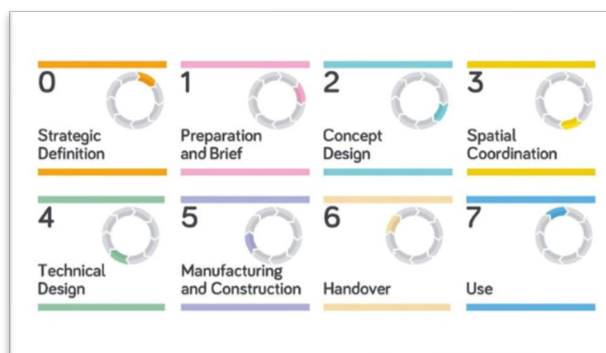 0
Strategic
Definition
1
Preparation
and Brief
2
Concept
Design
3
Spatial
Coordination
4
Technical
Design
5
Manufacturing
and Construction
6
Handover
7
Use